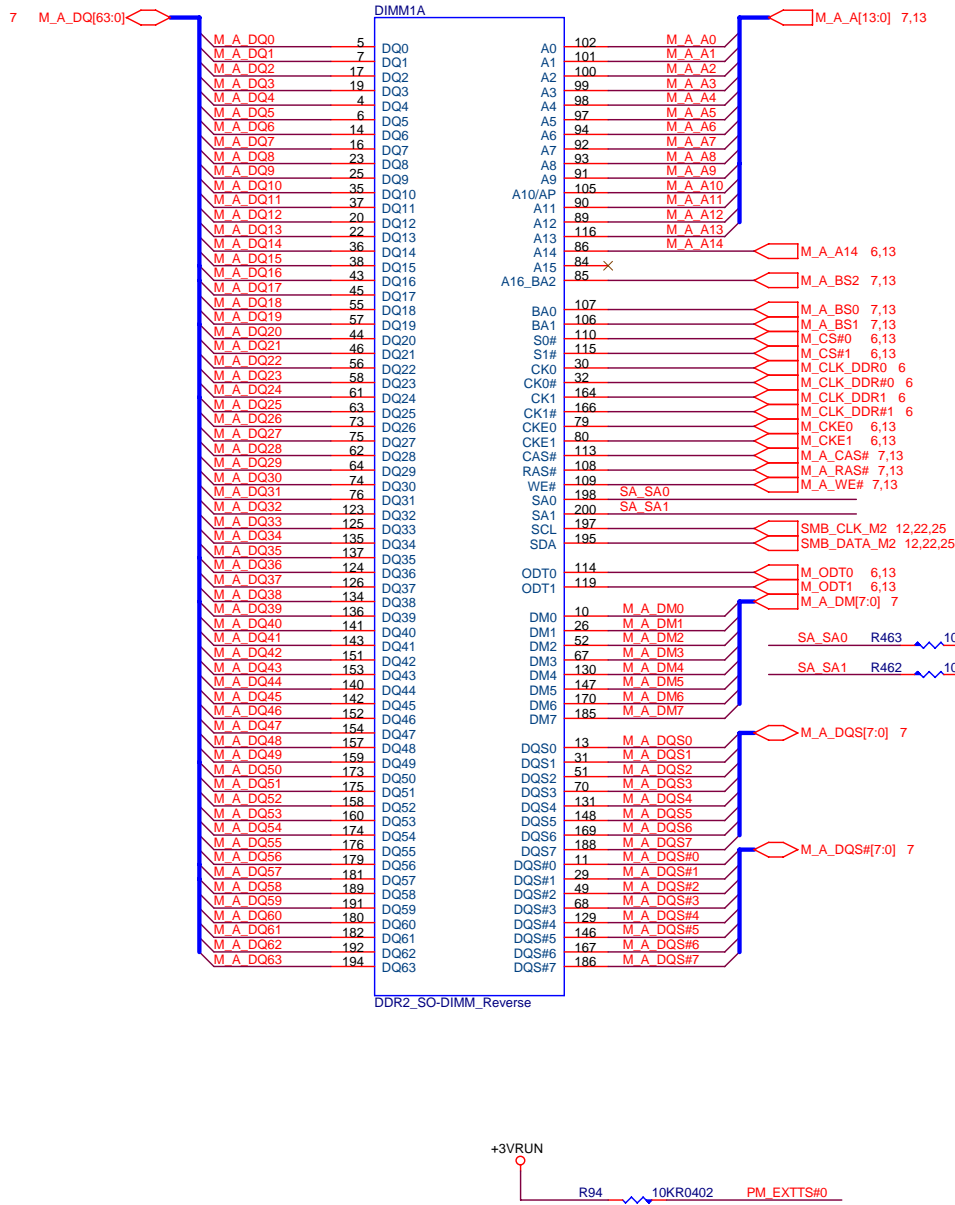 DIMM1A
7 M_A_DQ[63:0] M_A_A[13:0] 7,13
M_A_DQ0 5 DQ0 A0 102 M_A_A0
M_A_DQ1 7 DQ1 A1 101 M_A_A1
M_A_DQ2 17 DQ2 A2 100 M_A_A2
M_A_DQ3 19 DQ3 A3 99 M_A_A3
M_A_DQ4 4 DQ4 A4 98 M_A_A4
M_A_DQ5 6 DQ5 A5 97 M_A_A5
M_A_DQ6 14 DQ6 A6 94 M_A_A6
M_A_DQ7 16 DQ7 A7 92 M_A_A7
M_A_DQ8 23 DQ8 A8 93 M_A_A8
M_A_DQ9 25 DQ9 A9 91 M_A_A9
M_A_DQ10 35 DQ10 A10/AP 105 M_A_A10
M_A_DQ11 37 DQ11 A11 90 M_A_A11
M_A_DQ12 20 DQ12 A12 89 M_A_A12
M_A_DQ13 22 DQ13 A13 116 M_A_A13
M_A_DQ14 36 DQ14 A14 86 M_A_A14 M_A_A14 6,13
M_A_DQ15 38 DQ15 A15 84
M_A_DQ16 43 DQ16 A16_BA2 85 M_A_BS2 7,13
M_A_DQ17 45 DQ17
M_A_DQ18 55 DQ18 BA0 107 M_A_BS0 7,13
M_A_DQ19 57 DQ19 BA1 106 M_A_BS1 7,13
M_A_DQ20 44 DQ20 S0# 110 M_CS#0 6,13
M_A_DQ21 46 DQ21 S1# 115 M_CS#1 6,13
M_A_DQ22 56 DQ22 CK0 30 M_CLK_DDR0 6
M_A_DQ23 58 DQ23 CK0# 32 M_CLK_DDR#0 6
M_A_DQ24 61 DQ24 CK1 164 M_CLK_DDR1 6
M_A_DQ25 63 DQ25 CK1# 166 M_CLK_DDR#1 6
M_A_DQ26 73 DQ26 CKE0 79 M_CKE0 6,13
M_A_DQ27 75 DQ27 CKE1 80 M_CKE1 6,13
M_A_DQ28 62 DQ28 CAS# 113 M_A_CAS# 7,13
M_A_DQ29 64 DQ29 RAS# 108 M_A_RAS# 7,13
M_A_DQ30 74 DQ30 WE# 109 M_A_WE# 7,13
M_A_DQ31 76 DQ31 SA0 198 SA_SA0
M_A_DQ32 123 DQ32 SA1 200 SA_SA1
M_A_DQ33 125 DQ33 SCL 197 SMB_CLK_M2 12,22,25
M_A_DQ34 135 DQ34 SDA 195 SMB_DATA_M2 12,22,25
M_A_DQ35 137 DQ35
M_A_DQ36 124 DQ36 ODT0 114 M_ODT0 6,13
M_A_DQ37 126 DQ37 ODT1 119 M_ODT1 6,13
M_A_DQ38 134 DQ38 M_A_DM[7:0] 7
M_A_DQ39 136 DQ39 DM0 10 M_A_DM0
M_A_DQ40 141 DQ40 DM1 26 M_A_DM1
M_A_DQ41 143 DQ41 DM2 52 M_A_DM2 SA_SA0 R463 10
M_A_DQ42 151 DQ42 DM3 67 M_A_DM3
M_A_DQ43 153 DQ43 DM4 130 M_A_DM4 SA_SA1 R462 10
M_A_DQ44 140 DQ44 DM5 147 M_A_DM5
M_A_DQ45 142 DQ45 DM6 170 M_A_DM6
M_A_DQ46 152 DQ46 DM7 185 M_A_DM7
M_A_DQ47 154 DQ47 M_A_DQS[7:0] 7
M_A_DQ48 157 DQ48 DQS0 13 M_A_DQS0
M_A_DQ49 159 DQ49 DQS1 31 M_A_DQS1
M_A_DQ50 173 DQ50 DQS2 51 M_A_DQS2
M_A_DQ51 175 DQ51 DQS3 70 M_A_DQS3
M_A_DQ52 158 DQ52 DQS4 131 M_A_DQS4
M_A_DQ53 160 DQ53 DQS5 148 M_A_DQS5
M_A_DQ54 174 DQ54 DQS6 169 M_A_DQS6
M_A_DQ55 176 DQ55 DQS7 188 M_A_DQS7 M_A_DQS#[7:0] 7
M_A_DQ56 179 DQ56 DQS#0 11 M_A_DQS#0
M_A_DQ57 181 DQ57 DQS#1 29 M_A_DQS#1
M_A_DQ58 189 DQ58 DQS#2 49 M_A_DQS#2
M_A_DQ59 191 DQ59 DQS#3 68 M_A_DQS#3
M_A_DQ60 180 DQ60 DQS#4 129 M_A_DQS#4
M_A_DQ61 182 DQ61 DQS#5 146 M_A_DQS#5
M_A_DQ62 192 DQ62 DQS#6 167 M_A_DQS#6
M_A_DQ63 194 DQ63 DQS#7 186 M_A_DQS#7
DDR2_SO-DIMM_Reverse
+3VRUN
R94 10KR0402 PM_EXTTS#0